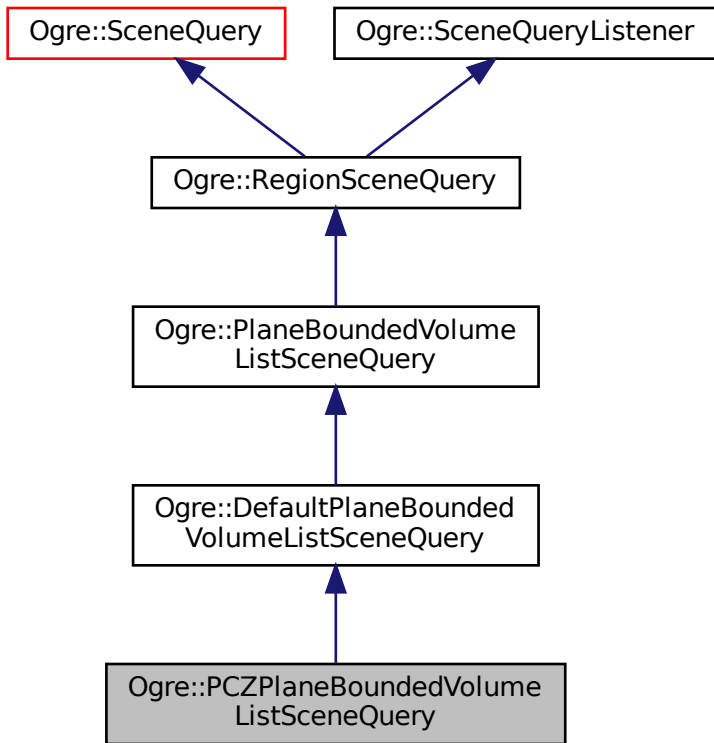 Ogre::SceneQuery
Ogre::SceneQueryListener
Ogre::RegionSceneQuery
Ogre::PlaneBoundedVolume
ListSceneQuery
Ogre::DefaultPlaneBounded
VolumeListSceneQuery
Ogre::PCZPlaneBoundedVolume
ListSceneQuery